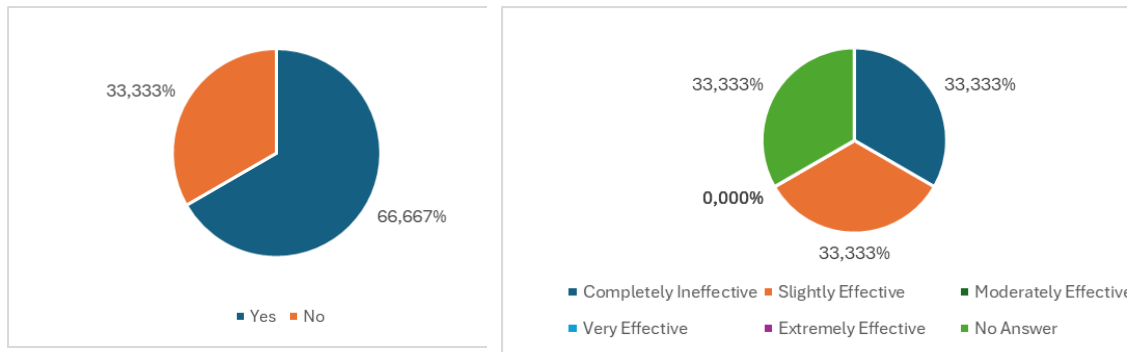 33,333%
66,667%
Yes No
33,333% 33,333%
0,000%
33,333%
Completely Ineffective Slightly Effective Moderately Effective
Very Effective Extremely Effective No Answer